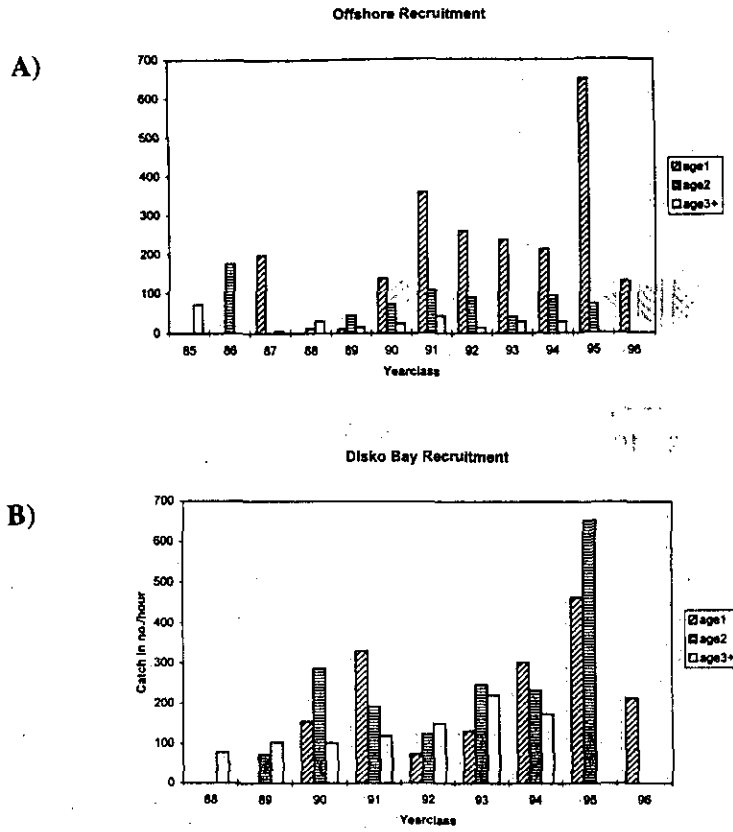 Offshore Recruitment
A)
700
600
500
400
300
200
100
0
age1
age2
age3+
85 86 87 88 89 90 91 92 93 94 95 96
Yearclass
Disko Bay Recruitment
B)
Catch in no./hour
700
600
500
400
300
200
100
0
age1
age2
age3+
88 89 90 91 92 93 94 95 96
Yearclass